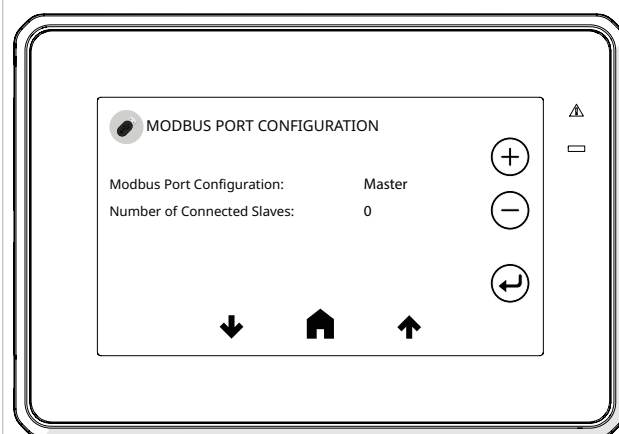 MODBUS PORT CONFIGURATION
Modbus Port Configuration: Master
Number of Connected Slaves: 0